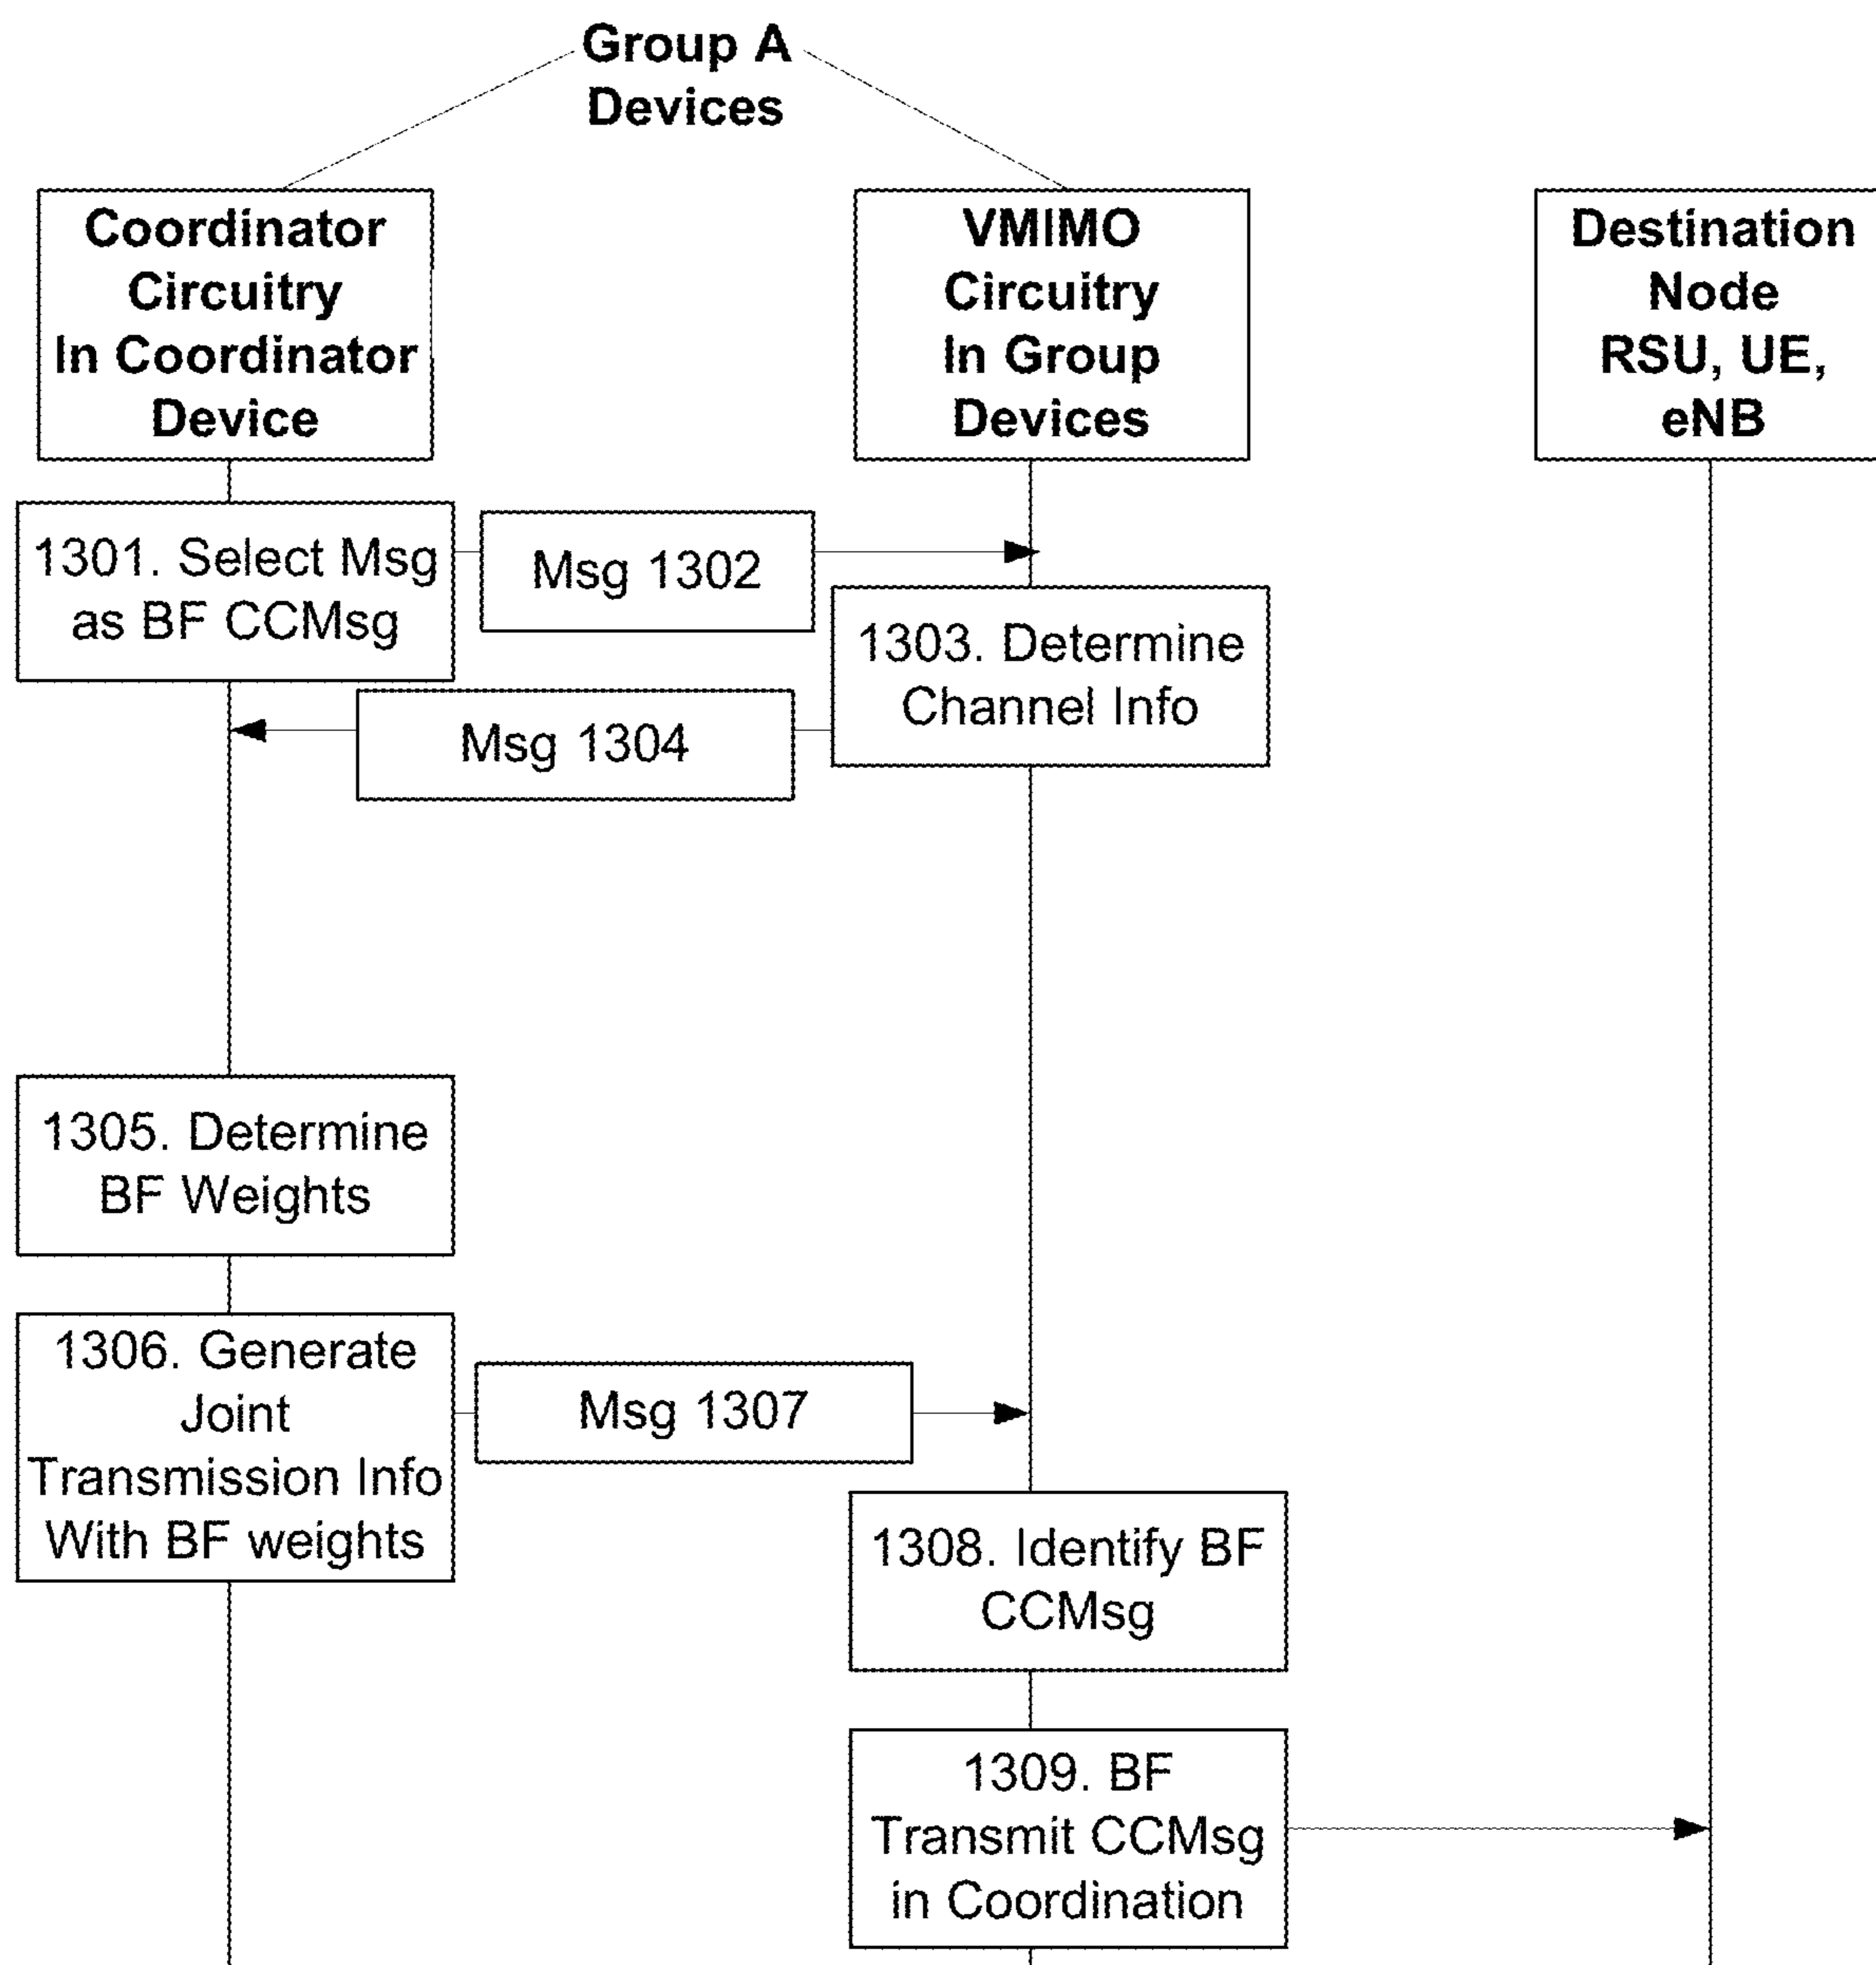 Group A
Devices
Coordinator
Circuitry
In Coordinator
Device
VMIMO
Circuitry
In Group
Devices
Destination
Node
RSU, UE,
eNB
1301. Select Msg
as BF CCMsg
Msg 1302
1303. Determine
Channel Info
Msg 1304
1305. Determine
BF Weights
1306. Generate
Joint
Transmission Info
With BF weights
Msg 1307
1308. Identify BF
CCMsg
1309. BF
Transmit CCMsg
in Coordination